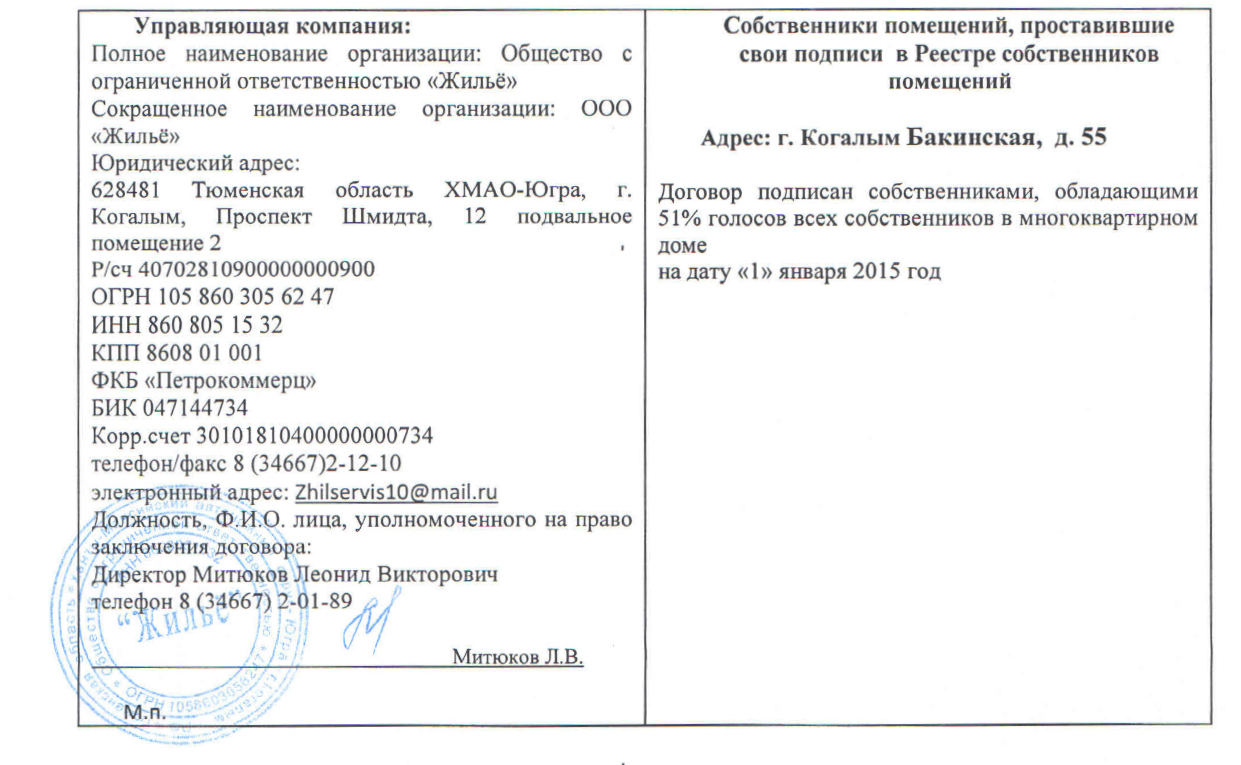 Управляющая компания:
Полное наименование организации: Общество с
ограниченной ответственностью «Жильё»
Сокращенное наименование организации: ООО
«Жильё»
Юридический адрес:
628481 Тюменская область ХМАО-Югра, г.
Когалым, Проспект Шмидта, 12 подвальное
помещение 2
Р/сч 40702810900000000900
ОГРН 105 860 305 62 47
ИНН 860 805 15 32
КПП 8608 01 001
ФКБ «Петрокоммерц»
БИК 047144734
Корр.счет 30101810400000000734
телефон/факс 8 (34667)2-12-10
электронный адрес: Zhilservis10@mail.ru
Должность, Ф.И.О. лица, уполномоченного на право
заключения договора:
Директор Митюков Леонид Викторович
телефон 8 (34667) 2-01-89
Митюков Л.В.
М.п.
“Жильё”
ОГРН 1058603056247
Собственники помещений, проставившие
свои подписи в Реестре собственников
помещений
Адрес: г. Когалым Бакинская, д. 55
Договор подписан собственниками, обладающими
51% голосов всех собственников в многоквартирном
доме
на дату «1» января 2015 год